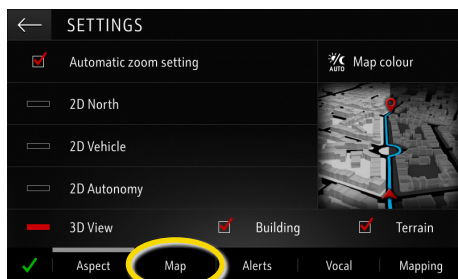 SETTINGS
Automatic zoom setting
AUTO Map colour
2D North
2D Vehicle
2D Autonomy
3D View Building Terrain
Aspect Map Alerts Vocal Mapping